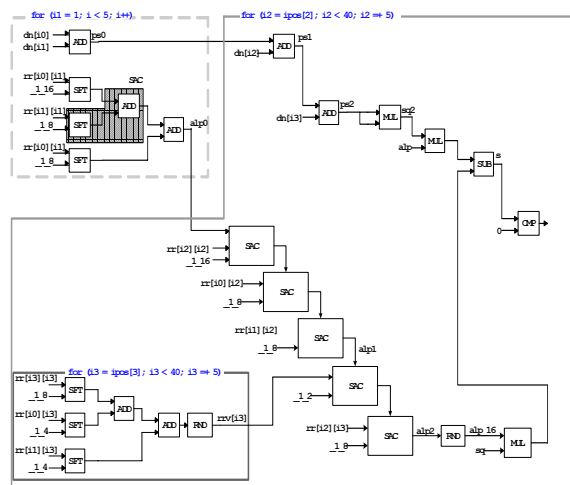 for (i1 = 1; i < 5; i++)
for (i2 = ipos[2]; i2 < 40; i2 =+ 5)
dn[i0]
dn[i1]
ADD
ps0
dn[i2]
ADD
ps1
rr[i0][i1]
_1_16
SFT
SAC
ADD
rr[i1][i1]
_1_8
SFT
ADD
alp0
rr[i0][i1]
_1_8
SFT
dn[i3]
ADD
ps2
MUL
sq2
alp
MUL
SUB
s
0
CMP
rr[i2][i2]
_1_16
SAC
rr[i0][i2]
_1_8
SAC
rr[i1][i2]
_1_8
SAC
alp1
for (i3 = ipos[3]; i3 < 40; i3 =+ 5)
rr[i3][i3]
_1_8
SFT
ADD
rr[i0][i3]
_1_4
SFT
ADD
RND
rrv[i3]
rr[i1][i3]
_1_4
SFT
_1_2
SAC
rr[i2][i3]
_1_8
SAC
alp2
RND
alp_16
sq
MUL